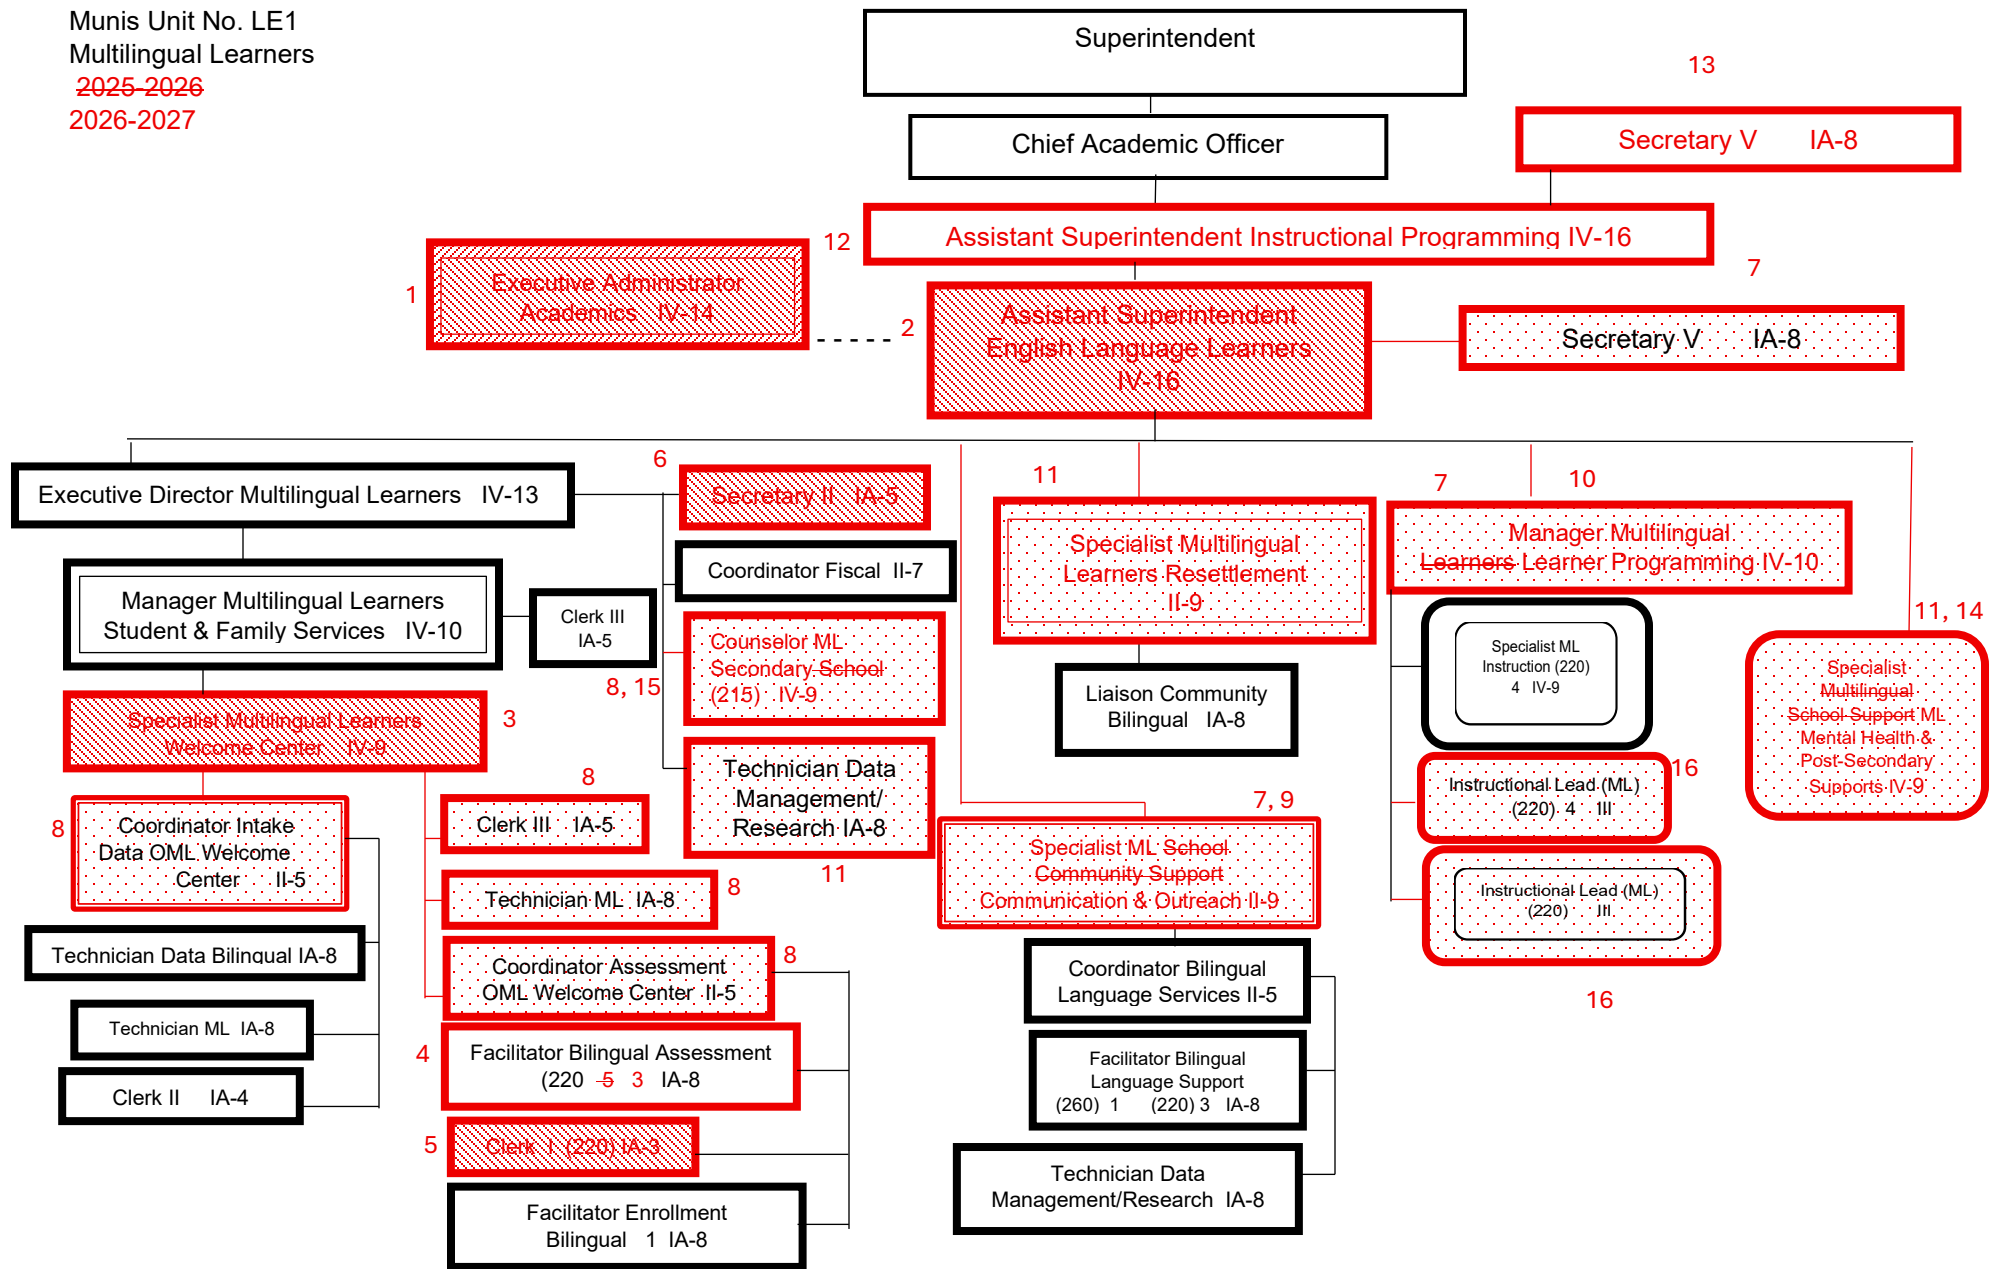 Munis Unit No. LE1
Multilingual Learners
2025-2026
2026-2027
Superintendent
13
Chief Academic Officer
Secretary V IA-8
12
Assistant Superintendent Instructional Programming IV-16
1
Executive Administrator
Academics IV-14
2
Assistant Superintendent
English Language Learners
IV-16
7
Secretary V IA-8
Executive Director Multilingual Learners IV-13
6
Secretary II IA-5
Coordinator Fiscal II-7
Manager Multilingual Learners
Student & Family Services IV-10
Clerk III
IA-5
8, 15
Counselor ML
Secondary School
(215) IV-9
Technician Data
Management/
Research IA-8
11
Specialist Multilingual Learners
Welcome Center IV-9
3
8
Coordinator Intake
Data OML Welcome
Center II-5
Technician Data Bilingual IA-8
Technician ML IA-8
Clerk II IA-4
8
Clerk III IA-5
Technician ML IA-8
8
Coordinator Assessment
OML Welcome Center II-5
8
4
Facilitator Bilingual Assessment
(220 5 3 IA-8
5
Clerk I (220) IA-3
Facilitator Enrollment
Bilingual 1 IA-8
11
Specialist Multilingual
Learners Resettlement
II-9
Liaison Community
Bilingual IA-8
7, 9
Specialist ML School
Community Support
Communication & Outreach II-9
Coordinator Bilingual
Language Services II-5
Facilitator Bilingual
Language Support
(260) 1 (220) 3 IA-8
Technician Data
Management/Research IA-8
7
10
Manager Multilingual
Learners Learner Programming IV-10
Specialist ML
Instruction (220)
4 IV-9
16
Instructional Lead (ML)
(220) 4 III
Instructional Lead (ML)
(220) III
16
11, 14
Specialist
Multilingual
School Support ML
Mental Health &
Post-Secondary
Supports IV-9